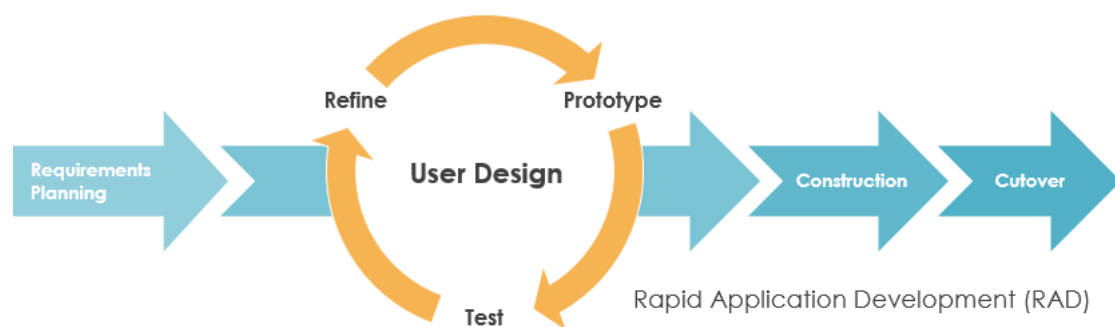 Refine
Prototype
Requirements
Planning
User Design
Construction
Cutover
Test
Rapid Application Development (RAD)